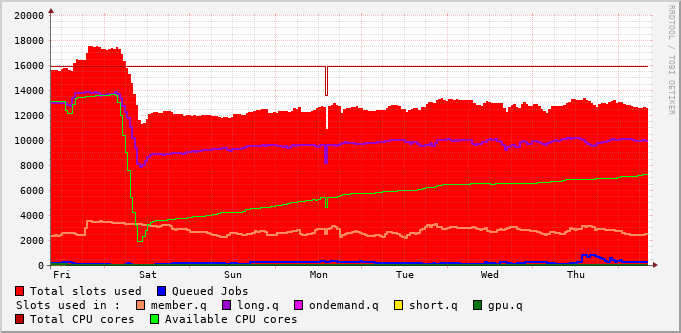 20000
18000
16000
14000
12000
10000
8000
6000
4000
2000
0
Fri Sat Sun Mon Tue Wed Thu
Total slots used Queued Jobs
Slots used in : member.q long.q ondemand.q short.q gpu.q
Total CPU cores Available CPU cores
RRDTOOL / TOBI OETIKER